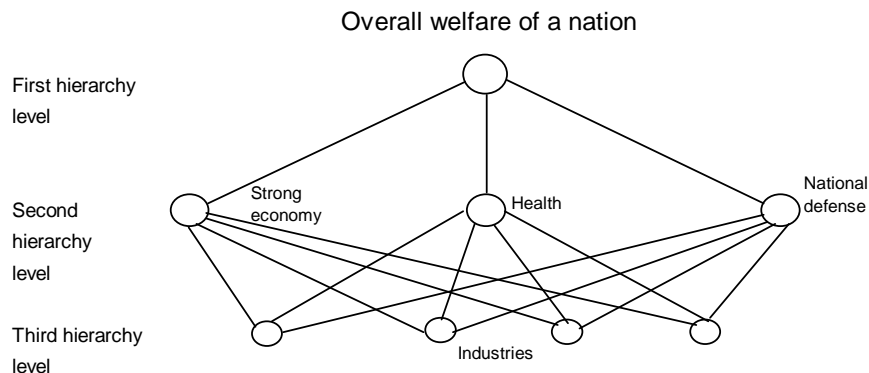 Overall welfare of a nation
First hierarchy
level
Strong
economy
Health
National
defense
Second
hierarchy
level
Third hierarchy
level
Industries